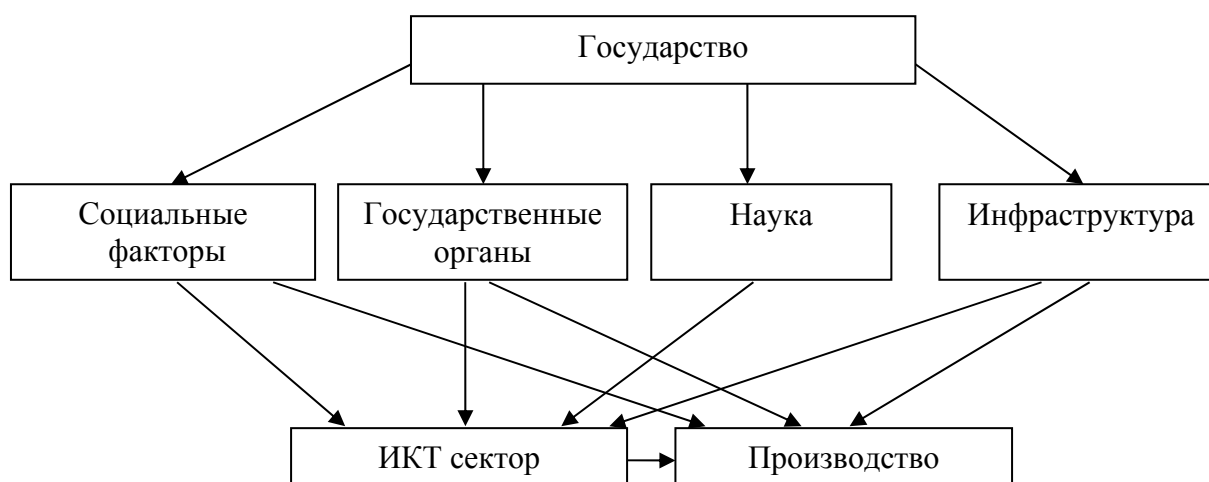 Государство
Социальные
факторы
Государственные
органы
Наука
Инфраструктура
ИКТ сектор
Производство